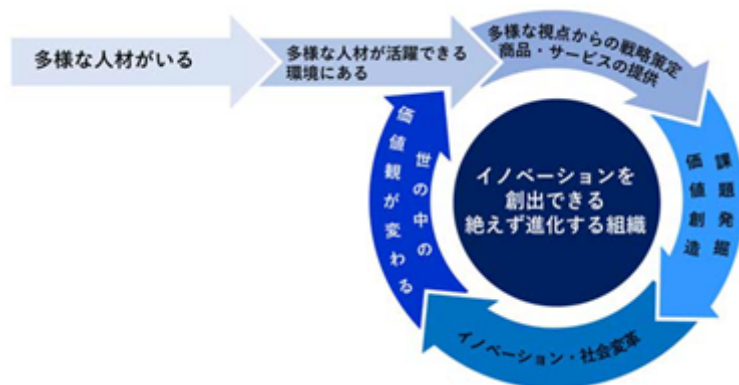 多様な人材がいる
多様な人材が活躍できる
環境にある
多様な視点からの戦略策定
商品・サービスの提供
課題発掘
価値創造
イノベーション・社会変革
世の中の
価値観が変わる
イノベーションを
創出できる
絶えず進化する組織